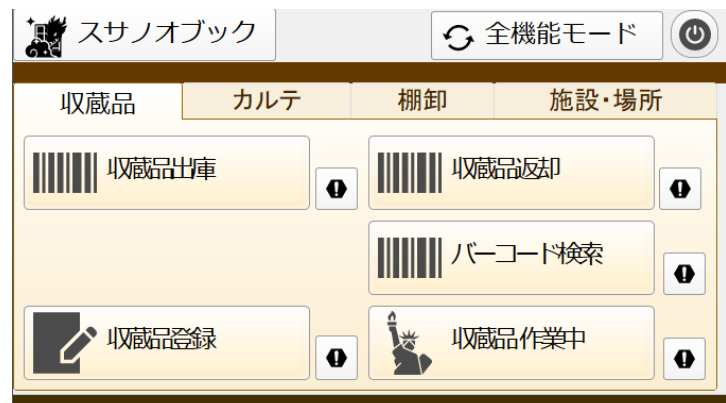 スサノオブック
全機能モード
収蔵品
カルテ
棚卸
施設・場所
収蔵品出庫
収蔵品返却
バーコード検索
収蔵品登録
収蔵品作業中